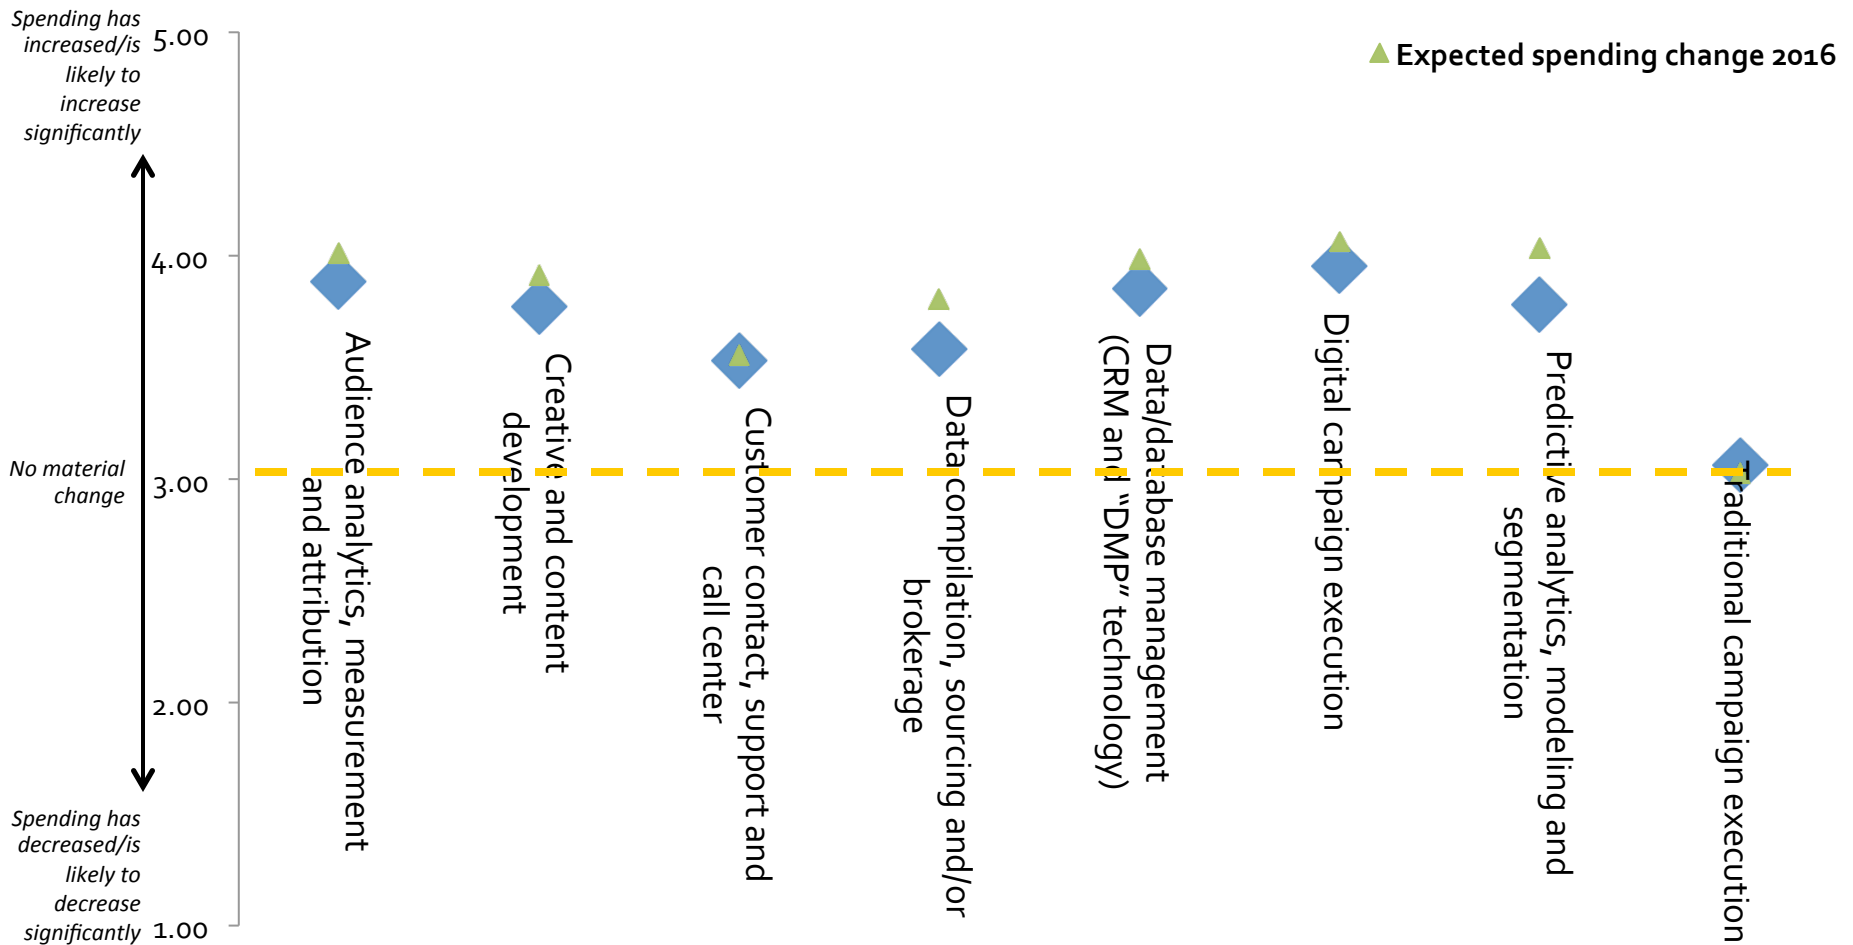 Spending has
increased/is
likely to
increase
significantly
5.00
Expected spending change 2016
4.00
No material
change
3.00
2.00
Spending has
decreased/is
likely to
decrease
significantly
1.00
Audience analytics, measurement
and attribution
Creative and content
development
Customer contact, support and
call center
Data compilation, sourcing and/or
brokerage
Data/database management
(CRM and “DMP” technology)
Digital campaign execution
Predictive analytics, modeling and
segmentation
Traditional campaign execution